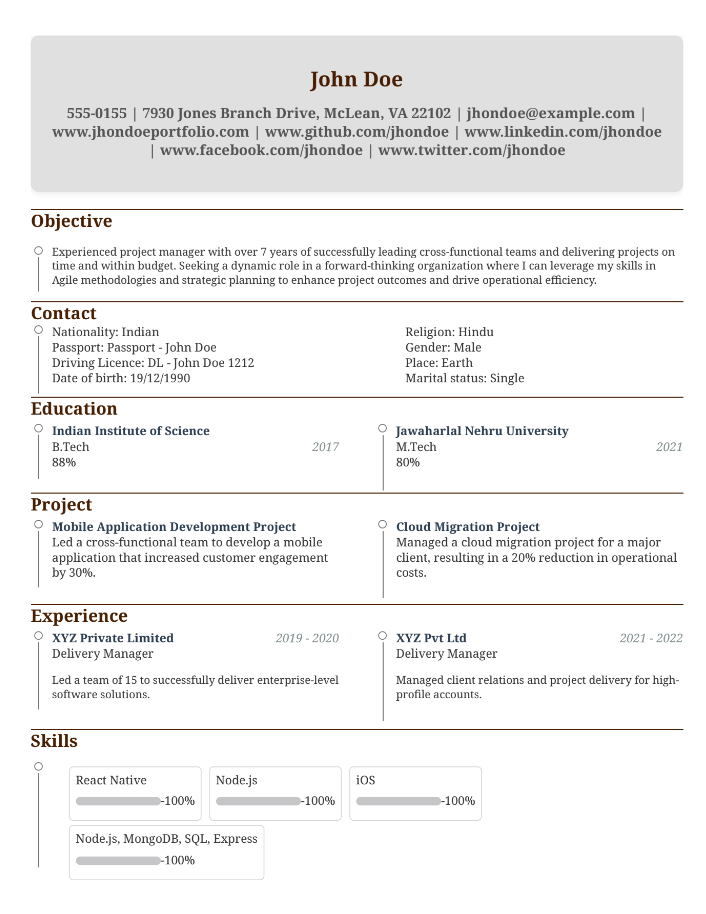 John Doe
555-0155 | 7930 Jones Branch Drive, McLean, VA 22102 | jhondoe@example.com |
www.jhondoeportfolio.com | www.github.com/jhondoe | www.linkedin.com/jhondoe
| www.facebook.com/jhondoe | www.twitter.com/jhondoe
Objective
Experienced project manager with over 7 years of successfully leading cross-functional teams and delivering projects on
time and within budget. Seeking a dynamic role in a forward-thinking organization where I can leverage my skills in
Agile methodologies and strategic planning to enhance project outcomes and drive operational efficiency.
Contact
Nationality: Indian
Passport: Passport - John Doe
Driving Licence: DL - John Doe 1212
Date of birth: 19/12/1990
Religion: Hindu
Gender: Male
Place: Earth
Marital status: Single
Education
Indian Institute of Science
B.Tech 2017
88%
Jawaharlal Nehru University
M.Tech 2021
80%
Project
Mobile Application Development Project
Led a cross-functional team to develop a mobile
application that increased customer engagement
by 30%.
Cloud Migration Project
Managed a cloud migration project for a major
client, resulting in a 20% reduction in operational
costs.
Experience
XYZ Private Limited 2019 - 2020
Delivery Manager
Led a team of 15 to successfully deliver enterprise-level
software solutions.
XYZ Pvt Ltd 2021 - 2022
Delivery Manager
Managed client relations and project delivery for high-
profile accounts.
Skills
React Native
-100%
Node.js
-100%
iOS
-100%
Node.js, MongoDB, SQL, Express
-100%